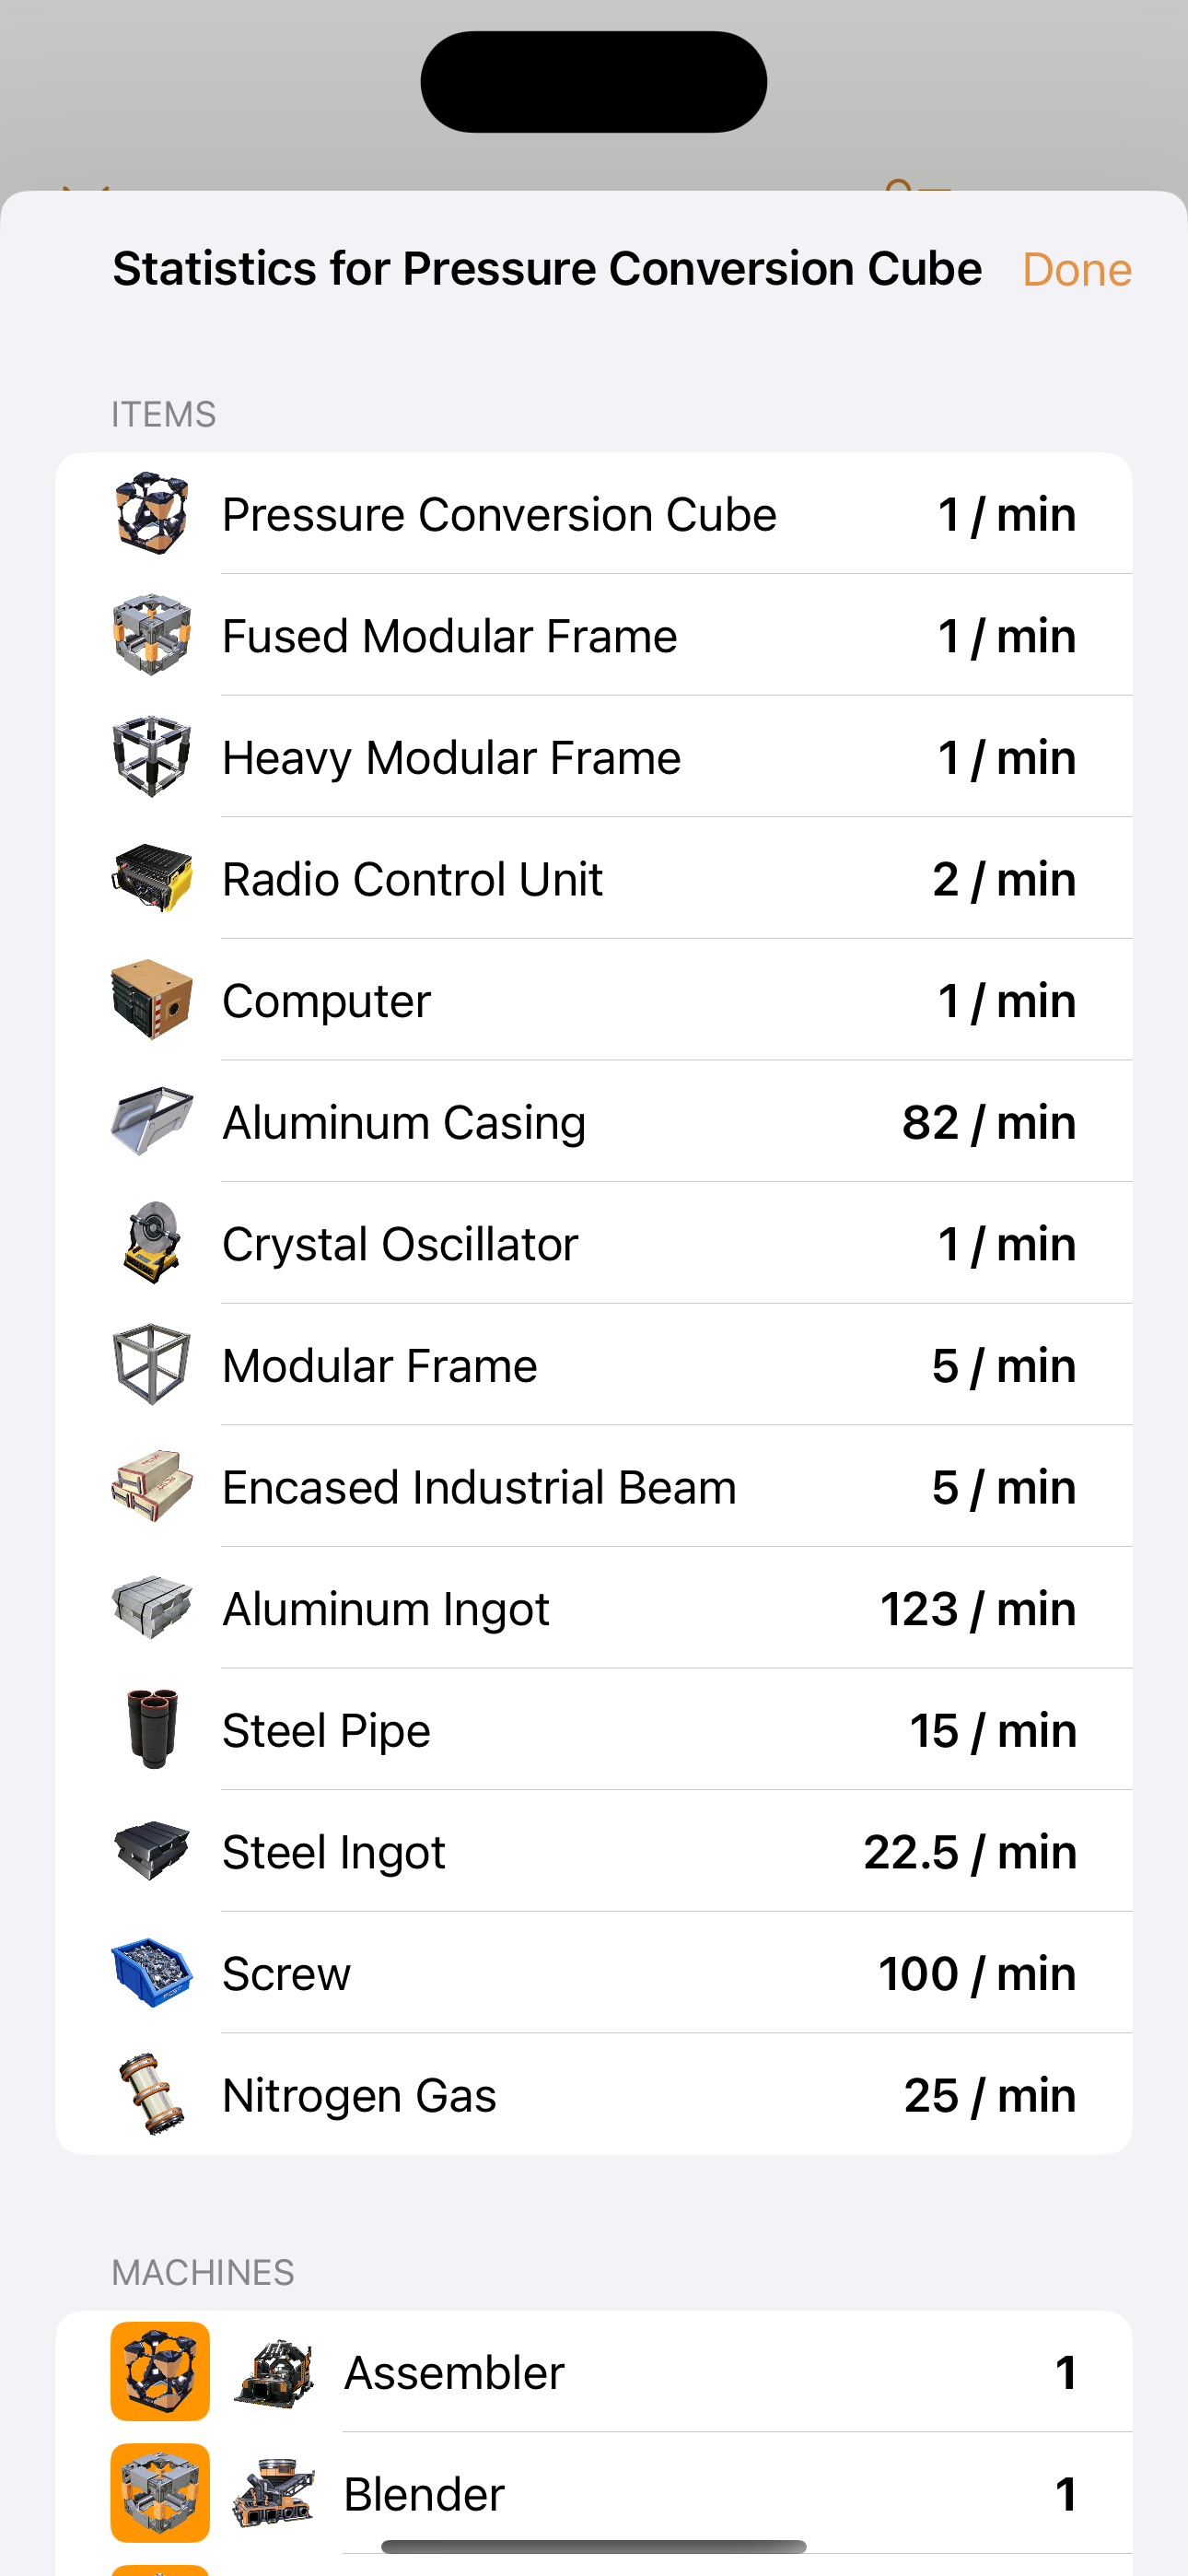 Statistics for Pressure Conversion Cube Done
ITEMS
Pressure Conversion Cube 1 / min
Fused Modular Frame 1 / min
Heavy Modular Frame 1 / min
Radio Control Unit 2 / min
Computer 1 / min
Aluminum Casing 82 / min
Crystal Oscillator 1 / min
Modular Frame 5 / min
Encased Industrial Beam 5 / min
Aluminum Ingot 123 / min
Steel Pipe 15 / min
Steel Ingot 22.5 / min
Screw 100 / min
Nitrogen Gas 25 / min
MACHINES
Assembler 1
Blender 1